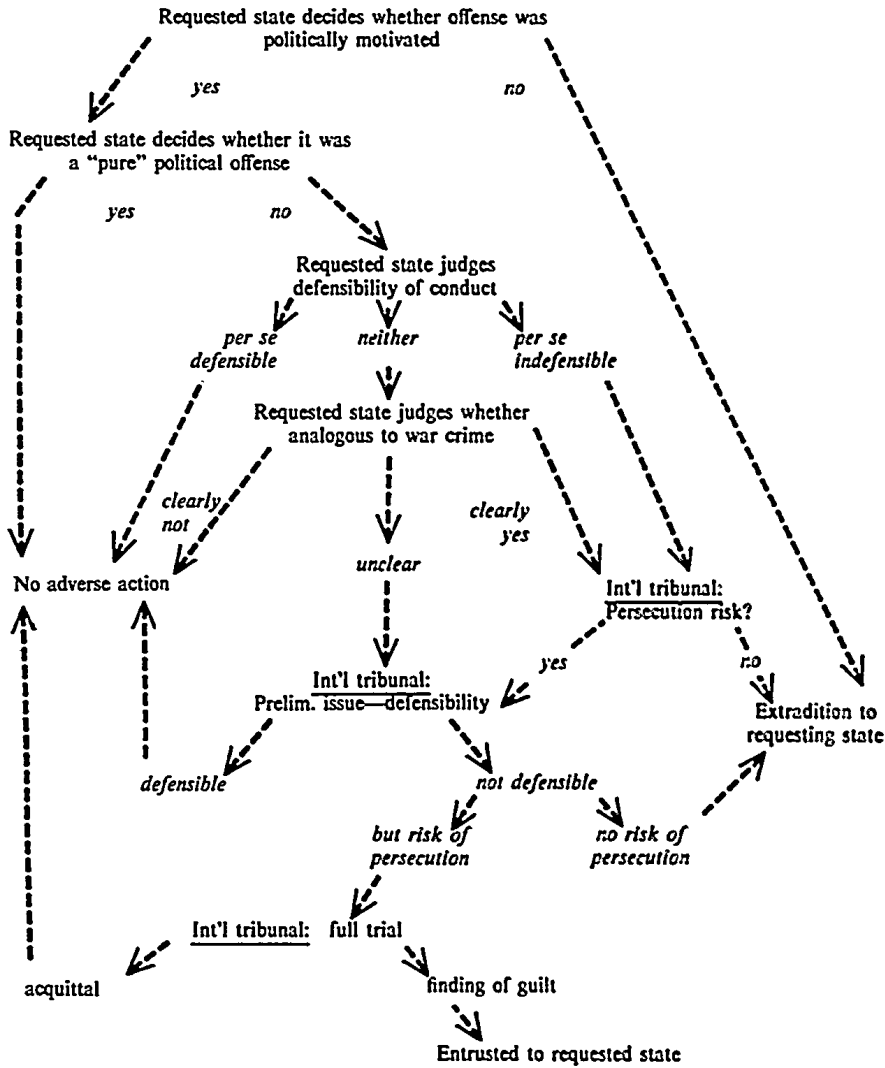 Requested state decides whether offense was
politically motivated
yes
no
Requested state decides whether it was
a “pure” political offense
yes
no
Requested state judges
defensibility of conduct
per se
defensible
neither
per se
indefensible
Requested state judges whether
analogous to war crime
clearly
not
clearly
yes
unclear
No adverse action
Int'l tribunal:
Persecution risk?
yes
no
Int'l tribunal:
Prelim. issue—defensibility
Extradition to
requesting state
defensible
not defensible
but risk of
persecution
no risk of
persecution
Int'l tribunal: full trial
acquittal
finding of guilt
Entrusted to requested state